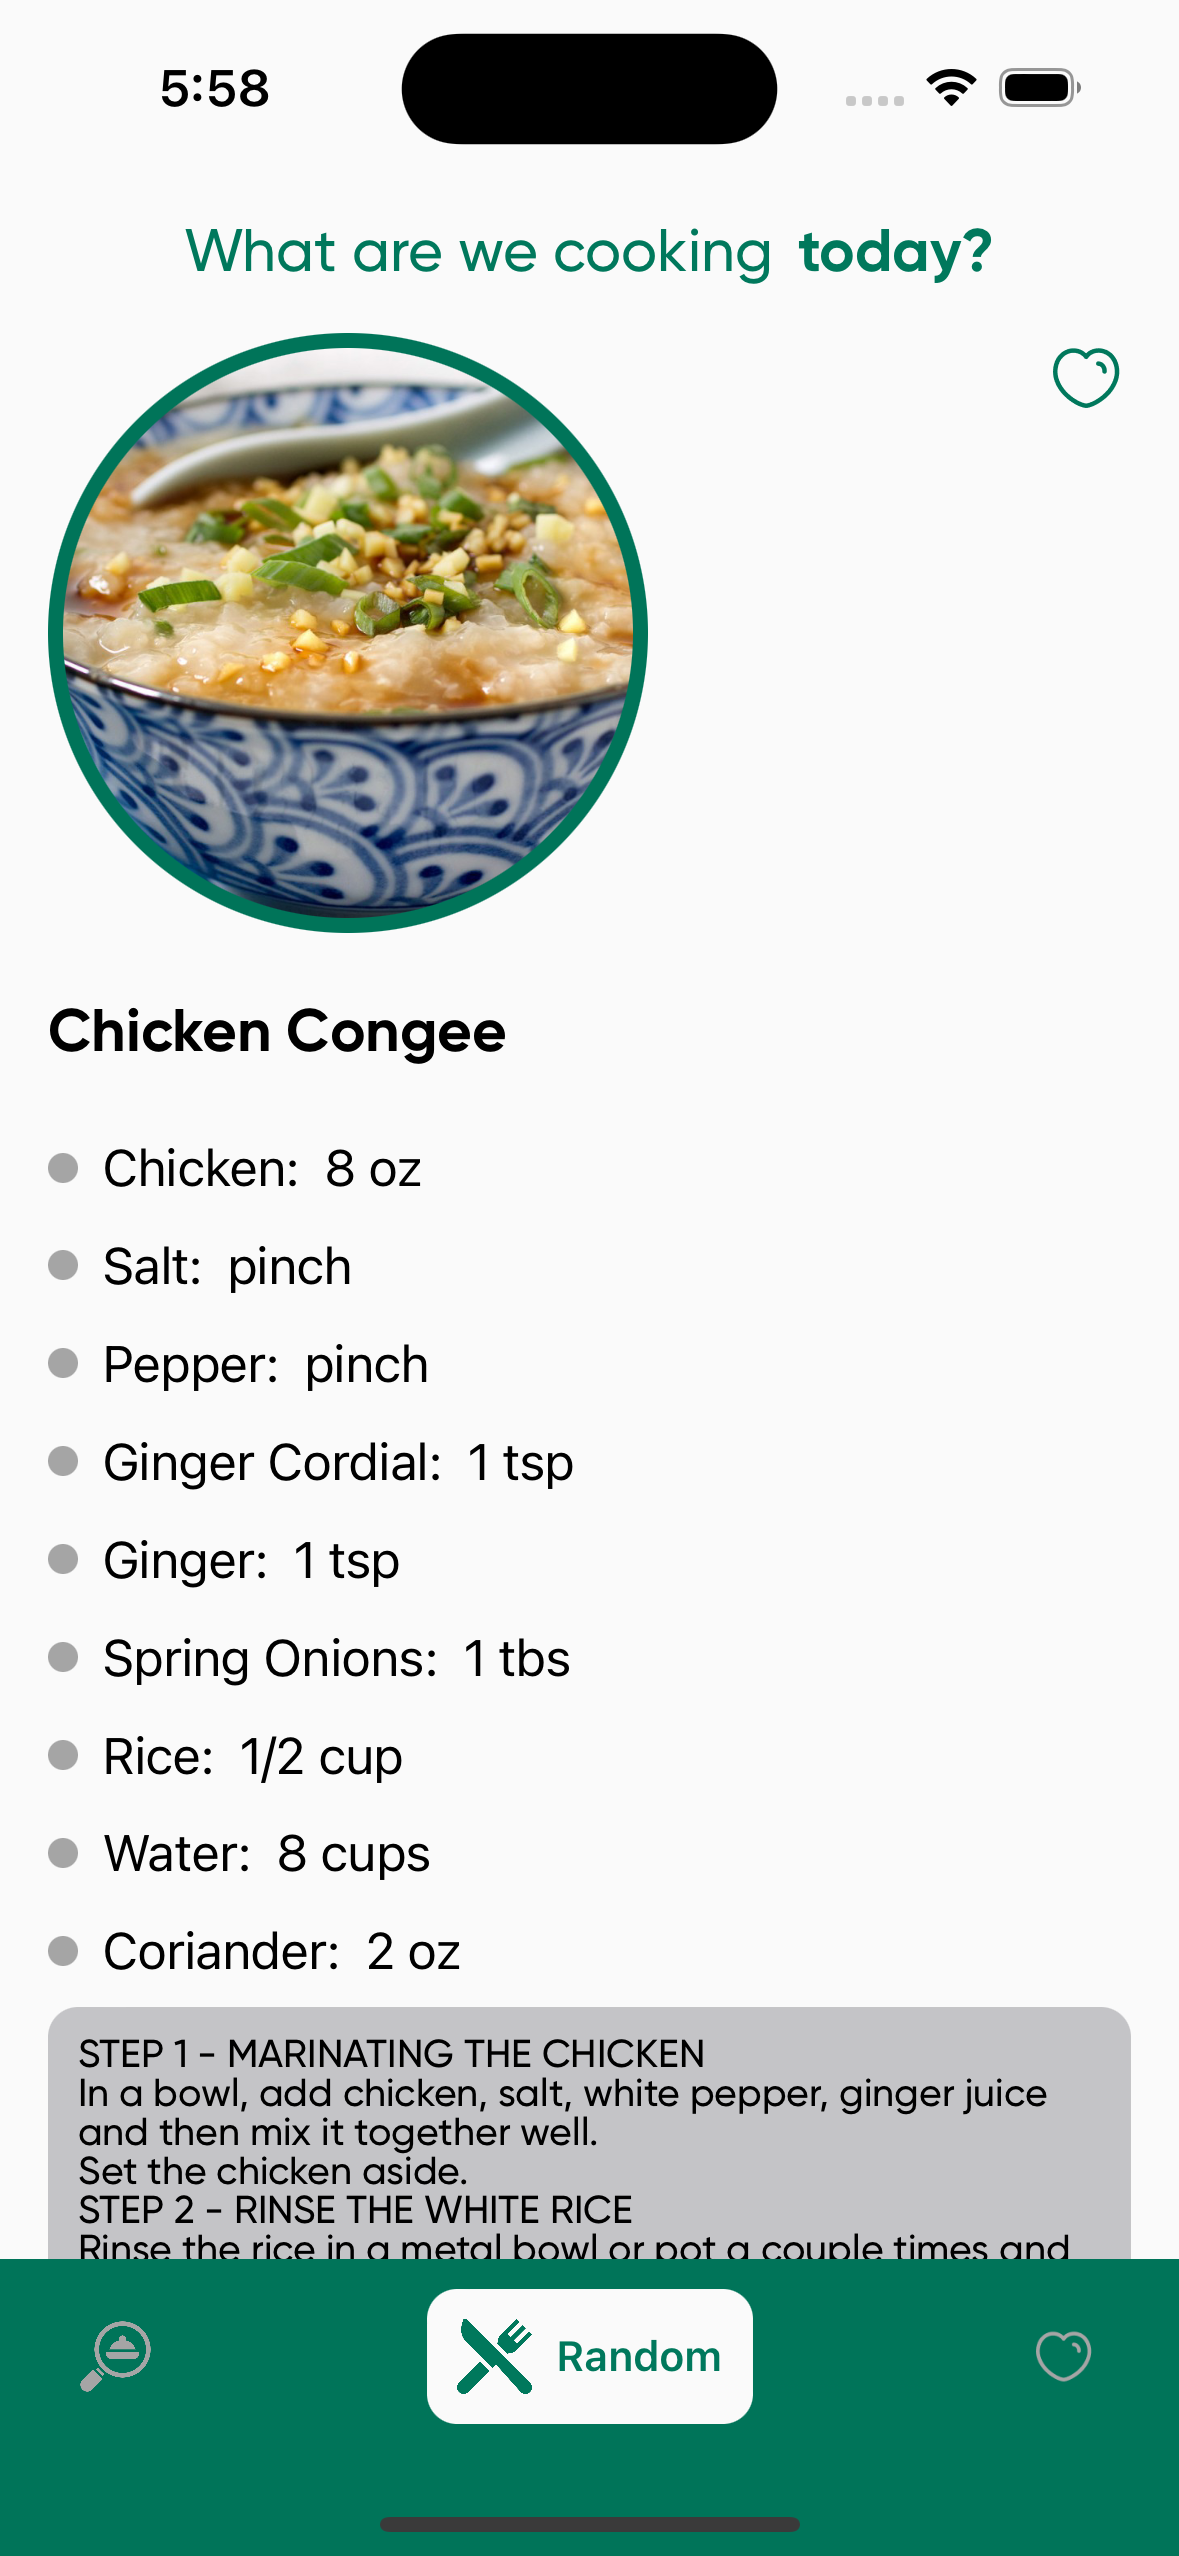 5:58
What are we cooking today?
Chicken Congee
Chicken: 8 oz
Salt: pinch
Pepper: pinch
Ginger Cordial: 1 tsp
Ginger: 1 tsp
Spring Onions: 1 tbs
Rice: 1/2 cup
Water: 8 cups
Coriander: 2 oz
STEP 1 - MARINATING THE CHICKEN
In a bowl, add chicken, salt, white pepper, ginger juice
and then mix it together well.
Set the chicken aside.
STEP 2 - RINSE THE WHITE RICE
Rinse the rice in a metal bowl or pot a couple times and
Random